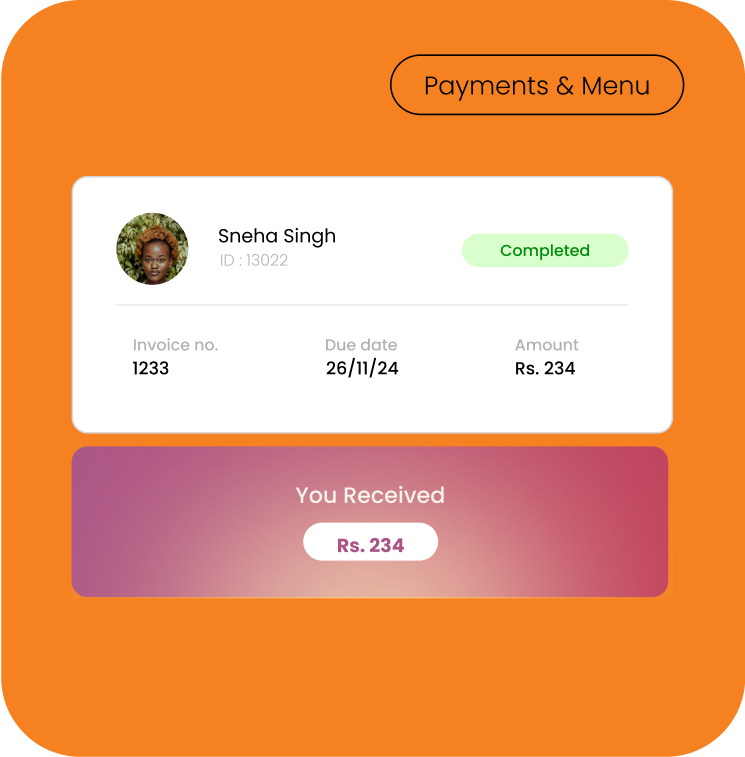 Payments & Menu
Sneha Singh
ID : 13022
Completed
Invoice no.
Due date
Amount
1233
26/11/24
Rs. 234
You Received
Rs. 234